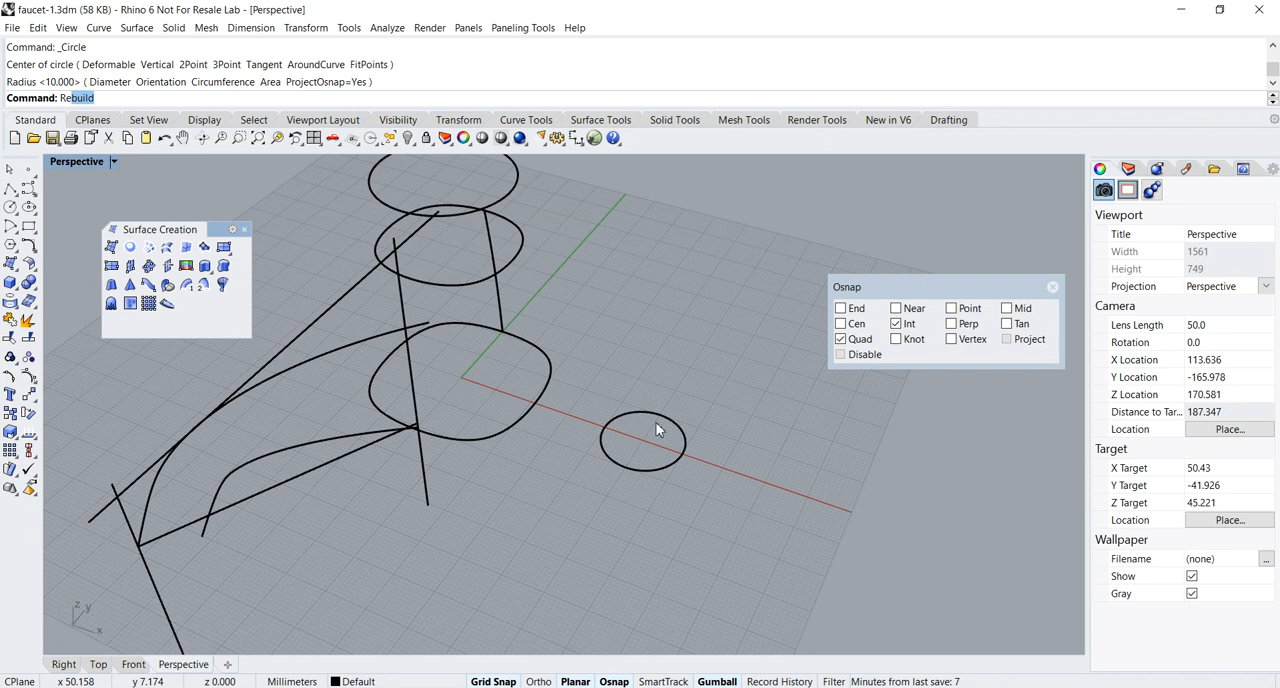 faucet-1.3dm (58 KB) - Rhino 6 Not For Resale Lab - [Perspective]
File Edit View Curve Surface Solid Mesh Dimension Transform Tools Analyze Render Panels Paneling Tools Help
Command: _Circle
Center of circle ( Deformable Vertical 2Point 3Point Tangent AroundCurve FitPoints )
Radius <10.000> ( Diameter Orientation Circumference Area ProjectOsnap=Yes )
Command: Rebuild
Standard CPlanes Set View Display Select Viewport Layout Visibility Transform Curve Tools Surface Tools Solid Tools Mesh Tools Render Tools New in V6 Drafting
Perspective
Surface Creation
Osnap
End Near Point Mid
Cen Int Perp Tan
Quad Knot Vertex Project
Disable
Viewport
Title Perspective
Width 1561
Height 749
Projection Perspective
Camera
Lens Length 50.0
Rotation 0.0
X Location 113.636
Y Location -165.978
Z Location 170.581
Distance to Tar... 187.347
Location Place...
Target
X Target 50.43
Y Target -41.926
Z Target 45.221
Location Place...
Wallpaper
Filename (none) ...
Show
Gray
z y
x
Right Top Front Perspective
CPlane x 50.158 y 7.174 z 0.000 Millimeters Default Grid Snap Ortho Planar Osnap SmartTrack Gumball Record History Filter Minutes from last save: 7